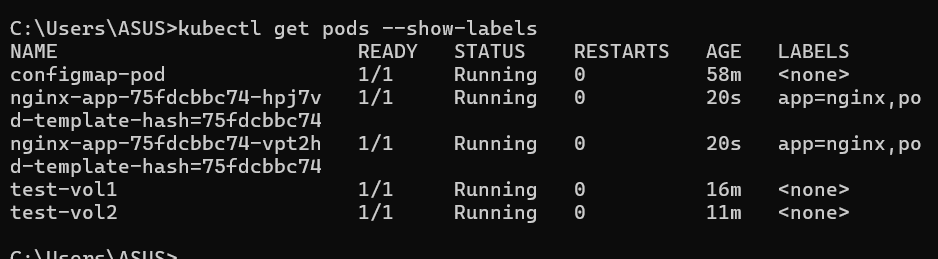 C:\Users\ASUS>kubectl get pods --show-labels
NAME                         READY   STATUS    RESTARTS   AGE   LABELS
configmap-pod                1/1     Running   0          58m   <none>
nginx-app-75fdcbbc74-hpj7v   1/1     Running   0          20s   app=nginx,po
d-template-hash=75fdcbbc74
nginx-app-75fdcbbc74-vpt2h   1/1     Running   0          20s   app=nginx,po
d-template-hash=75fdcbbc74
test-vol1                    1/1     Running   0          16m   <none>
test-vol2                    1/1     Running   0          11m   <none>
C:\Users\ASUS>